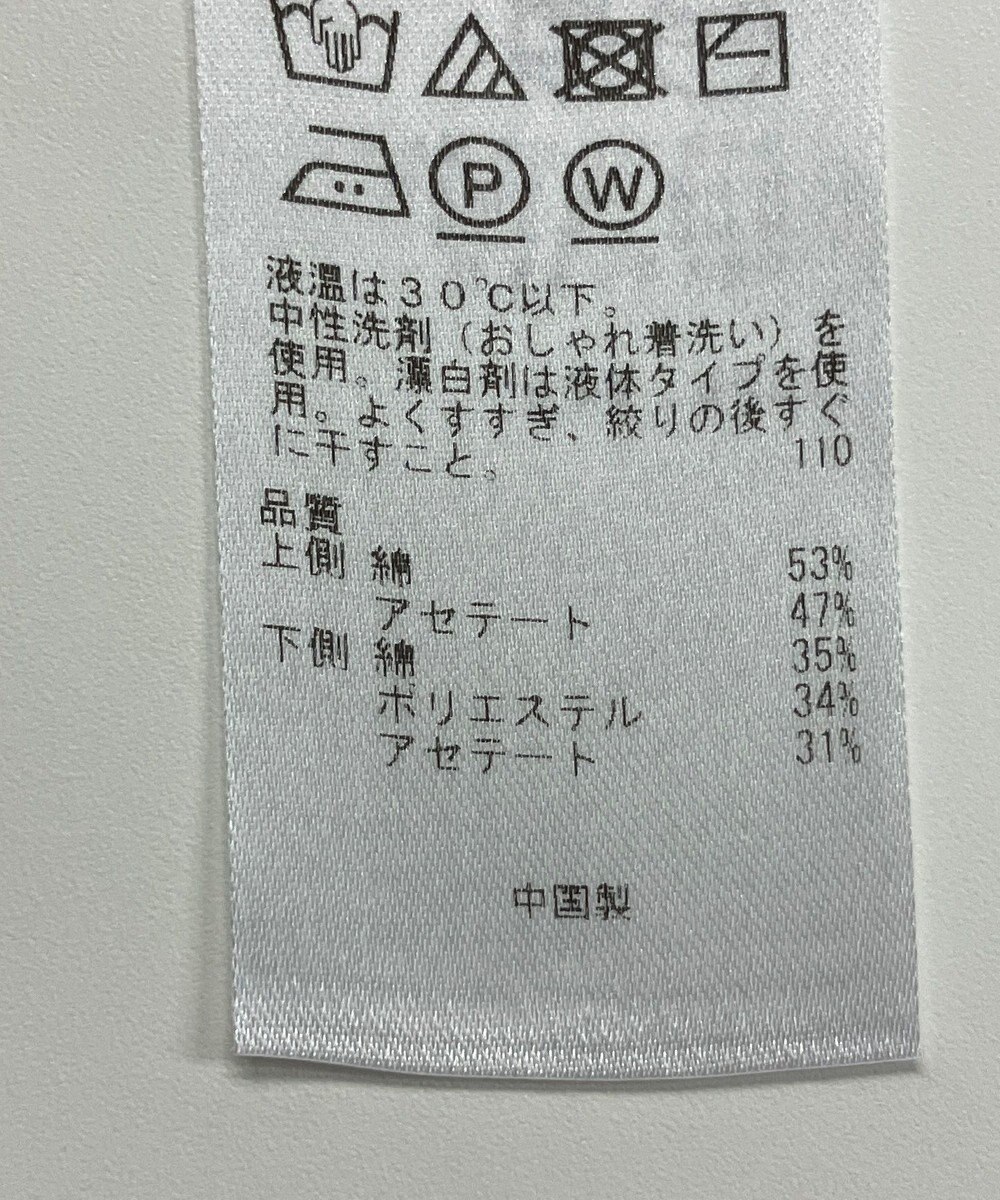 P W
液温は30℃以下。
中性洗剤（おしゃれ着洗い）を
使用。漂白剤は液体タイプを使
用。よくすすぎ、絞りの後すぐ
に干すこと。 110
品質
上側 綿 53%
アセテート 47%
下側 綿 35%
ポリエステル 34%
アセテート 31%
中国製